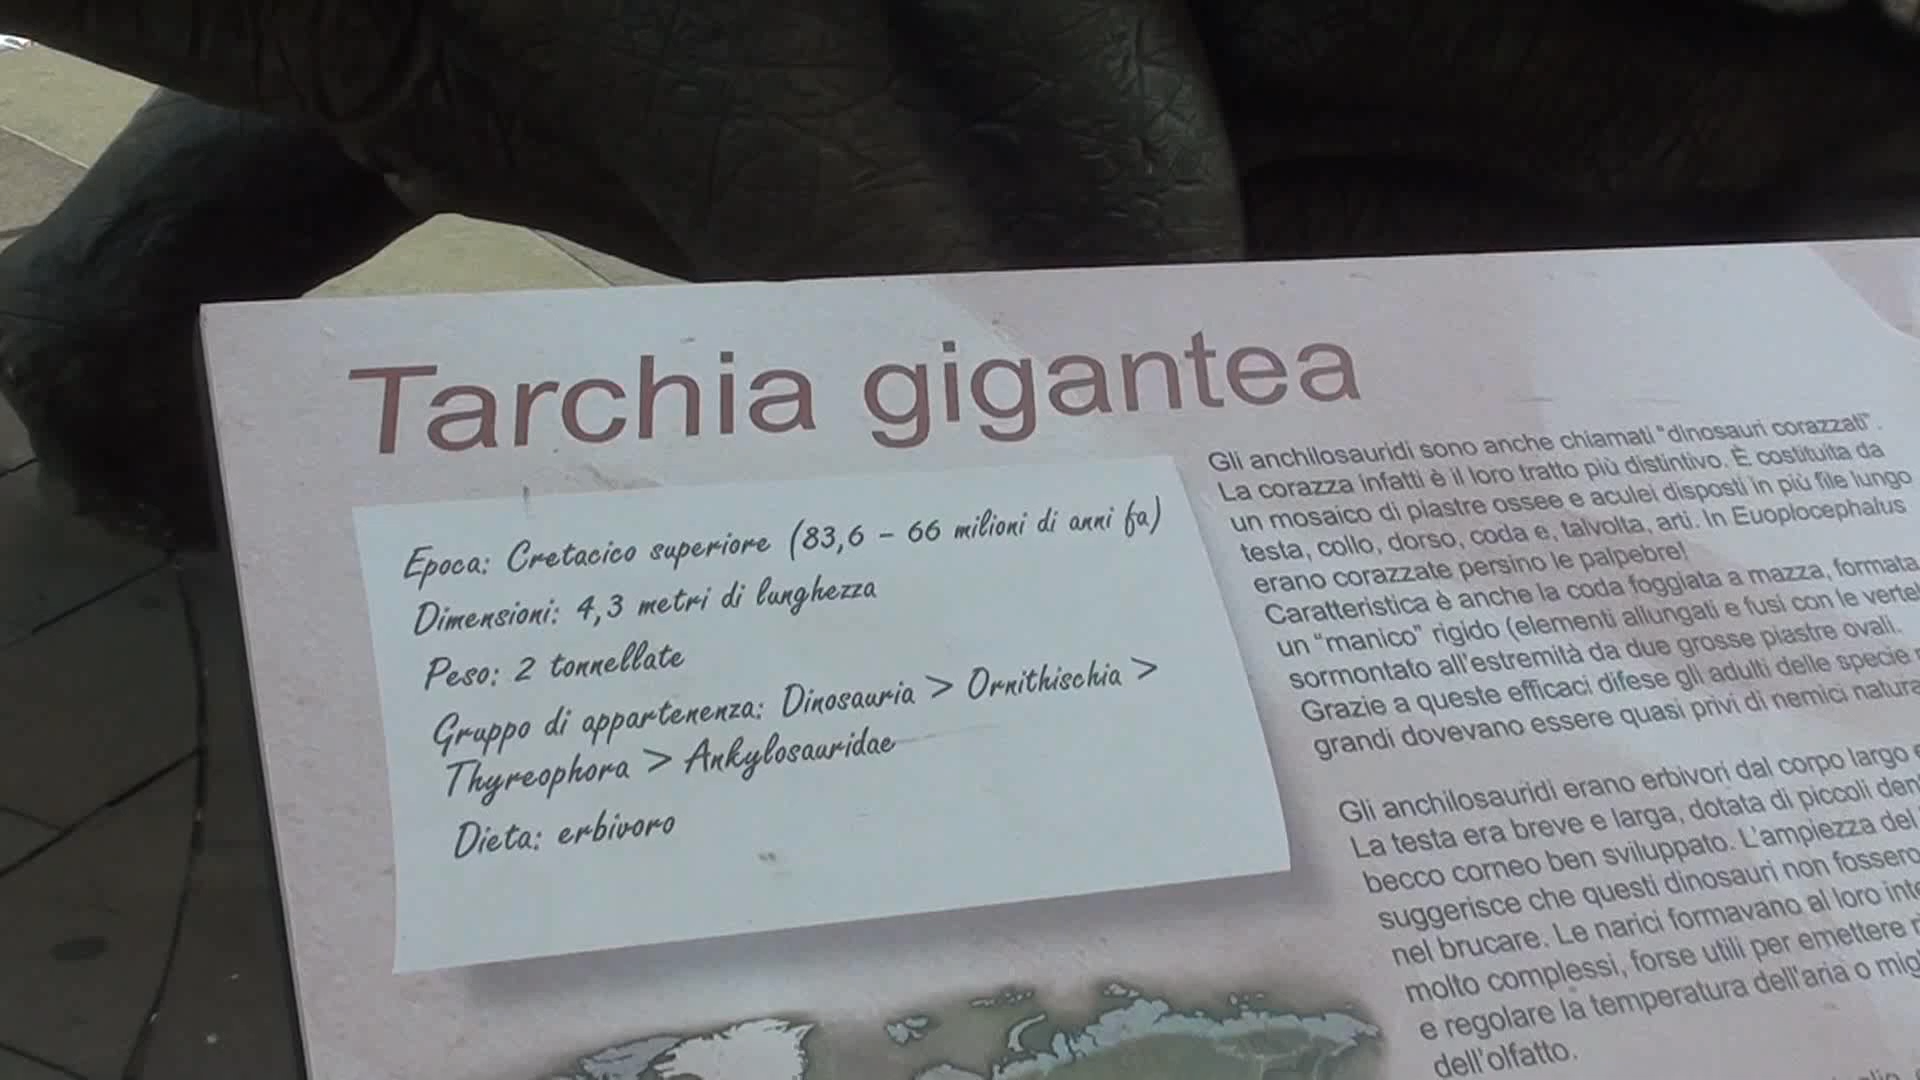 Tarchia gigantea
Epoca: Cretacico superiore (83,6 - 66 milioni di anni fa)
Dimensioni: 4,3 metri di lunghezza
Peso: 2 tonnellate
Gruppo di appartenenza: Dinosauria > Ornithischia >
Thyreophora > Ankylosauridae
Dieta: erbivoro
Gli anchilosauridi sono anche chiamati "dinosauri corazzati".
La corazza infatti è il loro tratto più distintivo. È costituita da
un mosaico di piastre ossee e aculei disposti in più file lungo
testa, collo, dorso, coda e, talvolta, arti. In Euoplocephalus
erano corazzate persino le palpebre!
Caratteristica è anche la coda foggiata a mazza, formata
un "manico" rigido (elementi allungati e fusi con le
sormontato all'estremità da due grosse piastre ovali.
Grazie a queste efficaci difese gli adulti delle specie
grandi dovevano essere quasi privi di nemici
Gli anchilosauridi erano erbivori dal corpo largo
La testa era breve e larga, dotata di piccoli
becco corneo ben sviluppato. L'ampiezza del
suggerisce che questi dinosauri non fossero
nel brucare. Le narici formavano al loro
molto complessi, forse utili per emettere
e regolare la temperatura dell'aria o
dell'olfatto.